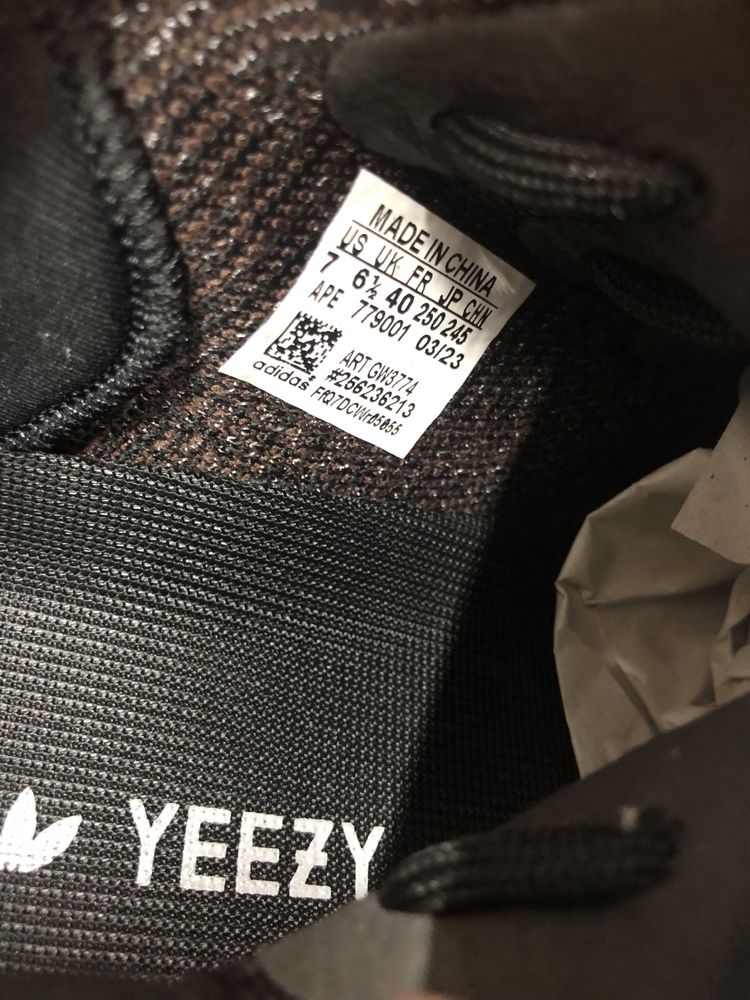 MADE IN CHINA
US UK FR JP CHN
7 6½ 40 250 245
APE 779001 03/23
ART GW3774
#266236213
adidas
YEEZY